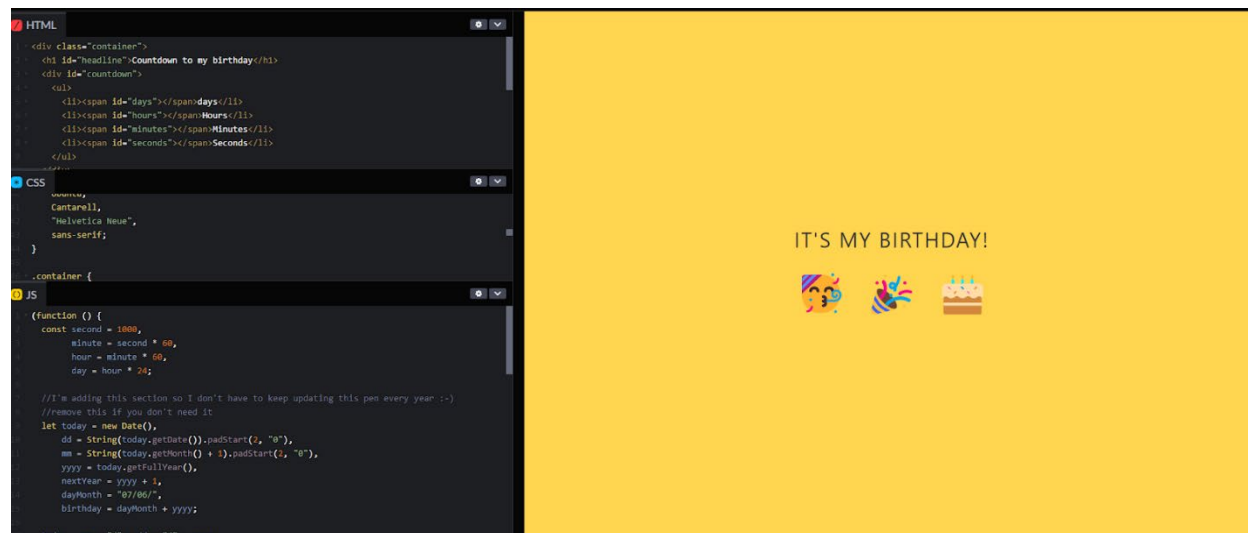 HTML
<div class="container">
<h1 id="headline">Countdown to my birthday</h1>
<div id="countdown">
<ul>
<li><span id="days"></span>days</li>
<li><span id="hours"></span>Hours</li>
<li><span id="minutes"></span>Minutes</li>
<li><span id="seconds"></span>Seconds</li>
</ul>
CSS
Cantarell,
"Helvetica Neue",
sans-serif;
}
.container {
JS
(function () {
const second = 1000,
minute = second * 60,
hour = minute * 60,
day = hour * 24;
//I'm adding this section so I don't have to keep updating this pen every year :-)
//remove this if you don't need it
let today = new Date(),
dd = String(today.getDate()).padStart(2, "0"),
mm = String(today.getMonth() + 1).padStart(2, "0"),
yyyy = today.getFullYear(),
nextYear = yyyy + 1,
dayMonth = "07/06/",
birthday = dayMonth + yyyy;
IT'S MY BIRTHDAY!